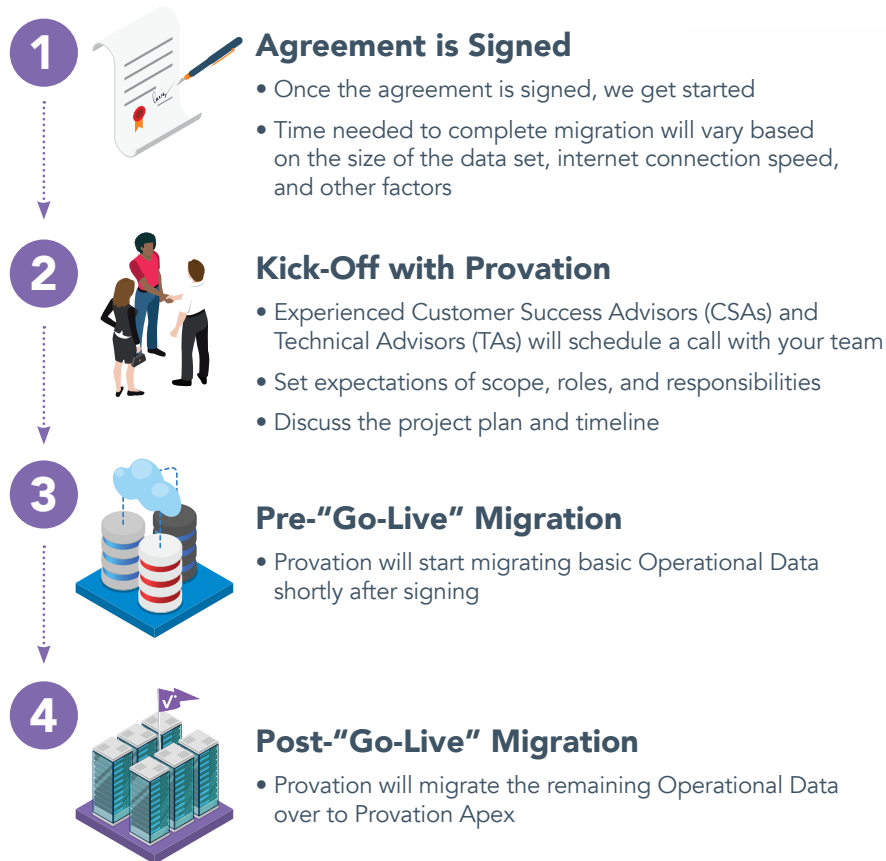 1
Agreement is Signed
• Once the agreement is signed, we get started
• Time needed to complete migration will vary based
on the size of the data set, internet connection speed,
and other factors
2
Kick-Off with Provation
• Experienced Customer Success Advisors (CSAs) and
Technical Advisors (TAs) will schedule a call with your team
• Set expectations of scope, roles, and responsibilities
• Discuss the project plan and timeline
3
Pre-“Go-Live” Migration
• Provation will start migrating basic Operational Data
shortly after signing
4
Post-“Go-Live” Migration
• Provation will migrate the remaining Operational Data
over to Provation Apex